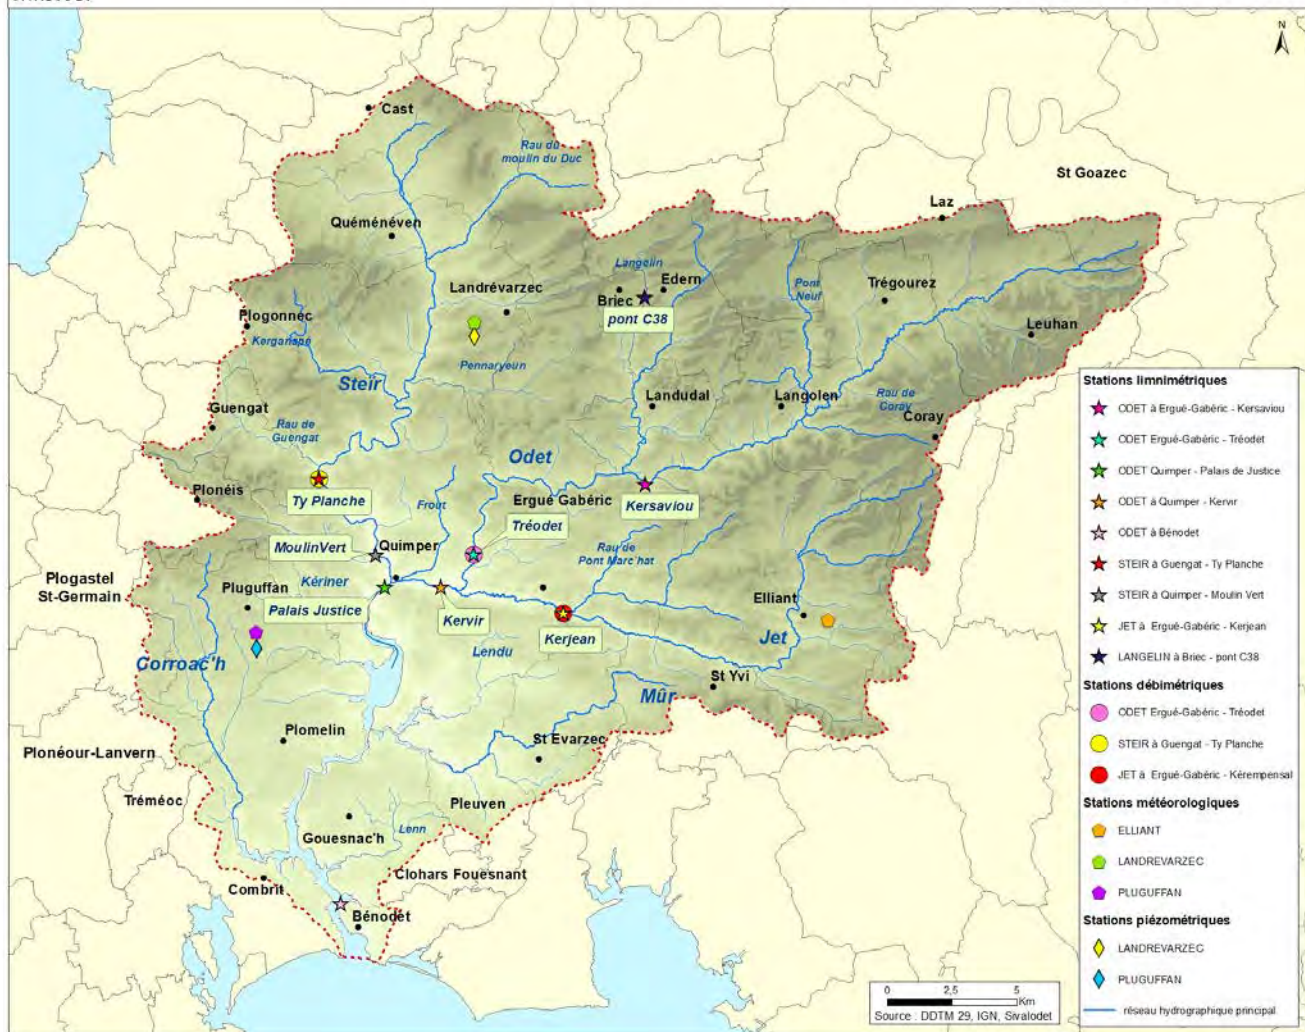 N
Cast
Rau du
moulin du Duc
St Goazec
Laz
Quéménéven
Langelin
Edern
Landrévarzec
Briec
Pont
Neuf
Trégourez
pont C38
Plogonnec
Leuhan
Pennaryeun
Steïr
Landudal
Langolen
Rau de
Coray
Guengat
Coray
Rau de
Guengat
Odet
Plonéis
Ty Planche
Frout
Ergué Gabéric
Kersaviou
Tréodet
MoulinVert
Quimper
Rau de
Pont Marc'hat
Plogastel
St-Germain
Kériner
Pluguffan
Palais Justice
Kervir
Elliant
Kerjean
Jet
Corroac'h
Lendu
St Yvi
Mûr
Plomelin
St Evarzec
Plonéour-Lanvern
Tréméoc
Pleuven
Gouesnac'h
Lenn
Clohars Fouesnant
Combrit
Bénodet
Stations limnimétriques
ODET à Ergué-Gabéric - Kersaviou
ODET Ergué-Gabéric - Tréodet
ODET Quimper - Palais de Justice
ODET à Quimper - Kervir
ODET à Bénodet
STEIR à Guengat - Ty Planche
STEIR à Quimper - Moulin Vert
JET à Ergué-Gabéric - Kerjean
LANGELIN à Briec - pont C38
Stations débimétriques
ODET Ergué-Gabéric - Tréodet
STEIR à Guengat - Ty Planche
JET à Ergué-Gabéric - Kérempensal
Stations météorologiques
ELLIANT
LANDREVARZEC
PLUGUFFAN
Stations piézométriques
LANDREVARZEC
PLUGUFFAN
réseau hydrographique principal
0 2,5 5
Km
Source : DDTM 29, IGN, Sivalodet